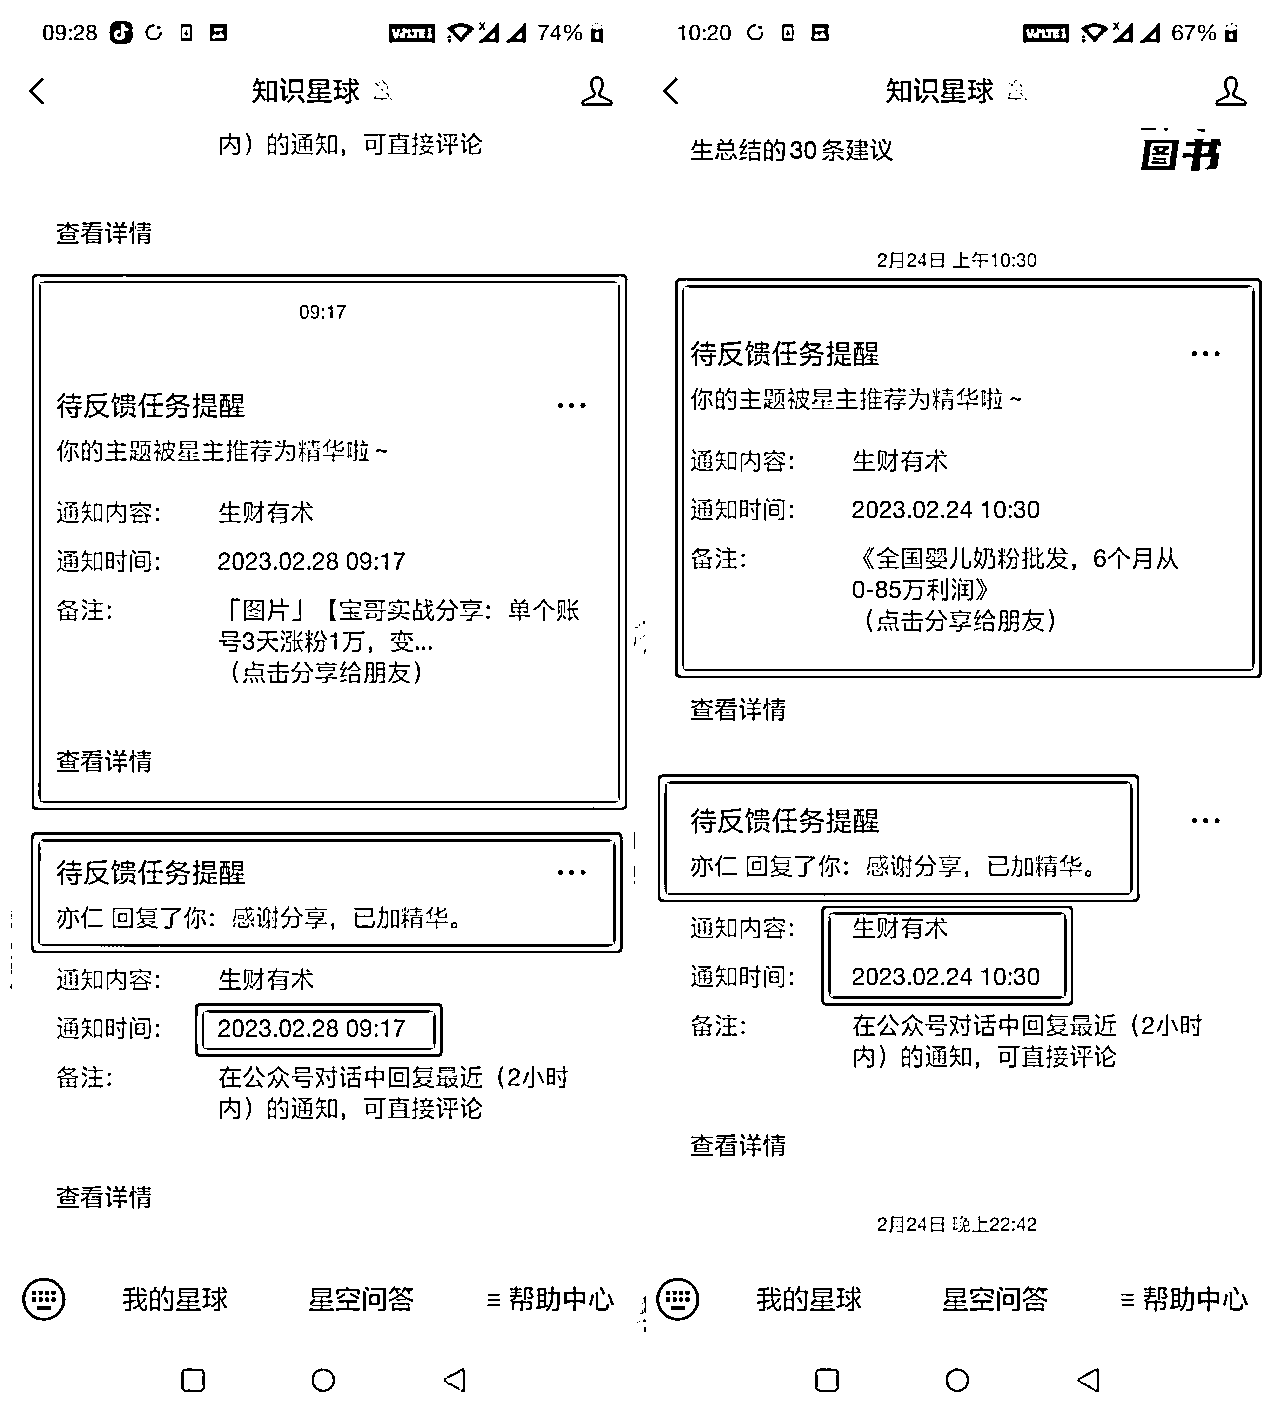 09:28
74%
知识星球
内）的通知，可直接评论
查看详情
09:17
待反馈任务提醒
你的主题被星主推荐为精华啦~
通知内容： 生财有术
通知时间： 2023.02.28 09:17
备注： 「图片」【宝哥实战分享：单个账
号3天涨粉1万，变...
（点击分享给朋友）
查看详情
待反馈任务提醒
亦仁 回复了你：感谢分享，已加精华。
通知内容： 生财有术
通知时间： 2023.02.28 09:17
备注： 在公众号对话中回复最近（2小时
内）的通知，可直接评论
查看详情
我的星球 星空问答 ≡ 帮助中心
10:20
67%
知识星球
生总结的30条建议
图书
2月24日 上午10:30
待反馈任务提醒
你的主题被星主推荐为精华啦~
通知内容： 生财有术
通知时间： 2023.02.24 10:30
备注： 《全国婴儿奶粉批发，6个月从
0-85万利润》
（点击分享给朋友）
查看详情
待反馈任务提醒
亦仁 回复了你：感谢分享，已加精华。
通知内容： 生财有术
通知时间： 2023.02.24 10:30
备注： 在公众号对话中回复最近（2小时
内）的通知，可直接评论
查看详情
2月24日 晚上22:42
我的星球 星空问答 ≡ 帮助中心